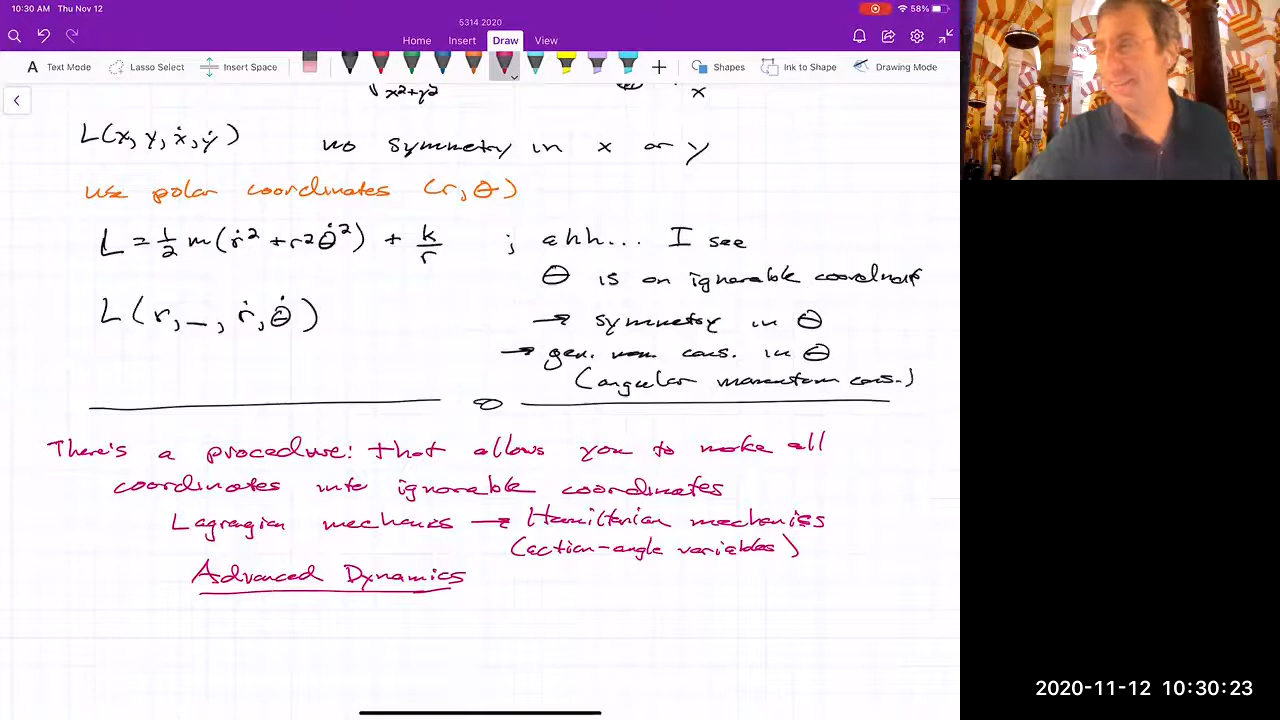 10:30 AM Thu Nov 12
58%
5314 2020
Home Insert Draw View
Text Mode Lasso Select Insert Space Shapes Ink to Shape Drawing Mode
√x²+y²
x
L(x, y, ẋ, ẏ) no symmetry in x or y
use polar coordinates (r, θ)
L = 1/2 m(ṙ² + r²θ̇²) + k/r ; ahh... I see
θ is an ignorable coordinate
L(r, _, ṙ, θ̇)
→ symmetry in θ
→ gen. mom. cons. in θ
(angular momentum cons.)
There's a procedure: that allows you to make all
coordinates into ignorable coordinates
Lagrangian mechanics → Hamiltonian mechanics
(action-angle variables)
Advanced Dynamics
2020-11-12 10:30:23